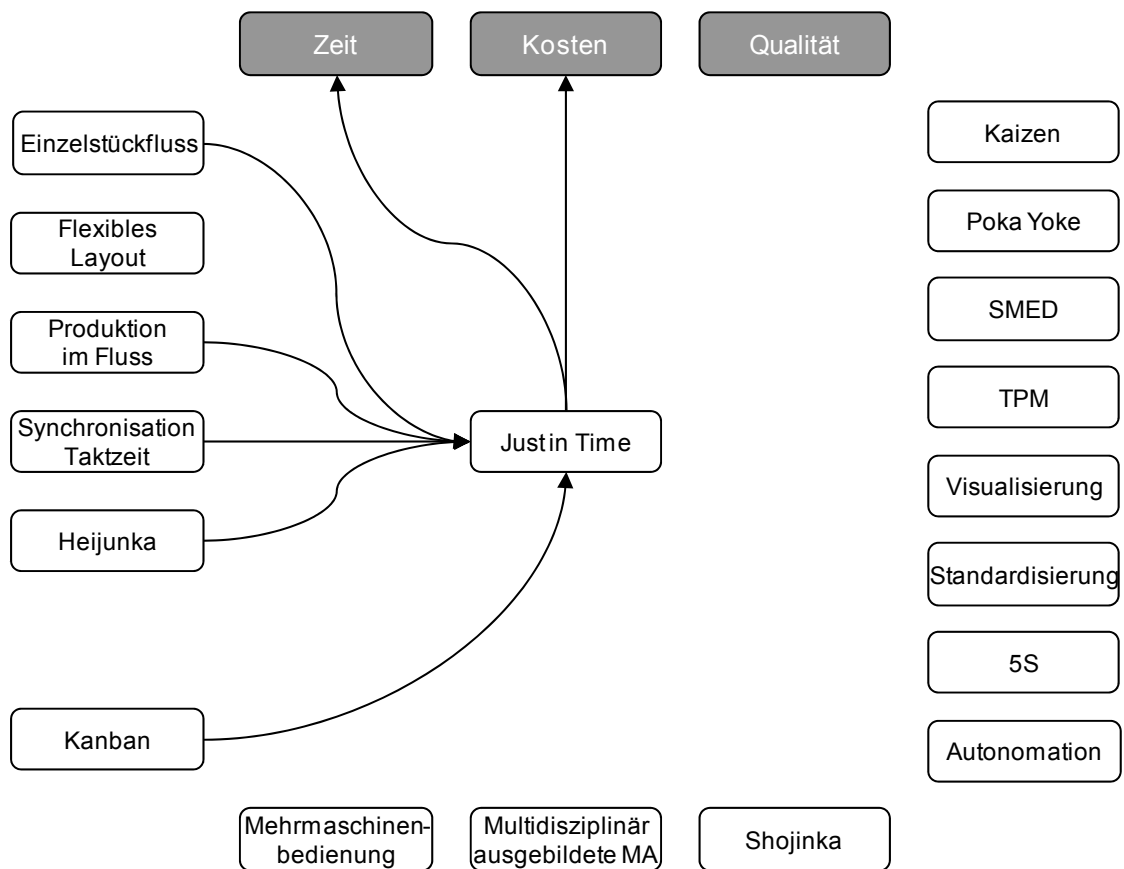 Zeit
Kosten
Qualität
Einzelstückfluss
Flexibles
Layout
Produktion
im Fluss
Synchronisation
Taktzeit
Heijunka
Kanban
Just in Time
Kaizen
Poka Yoke
SMED
TPM
Visualisierung
Standardisierung
5S
Autonomation
Mehrmaschinen-
bedienung
Multidisziplinär
ausgebildete MA
Shojinka